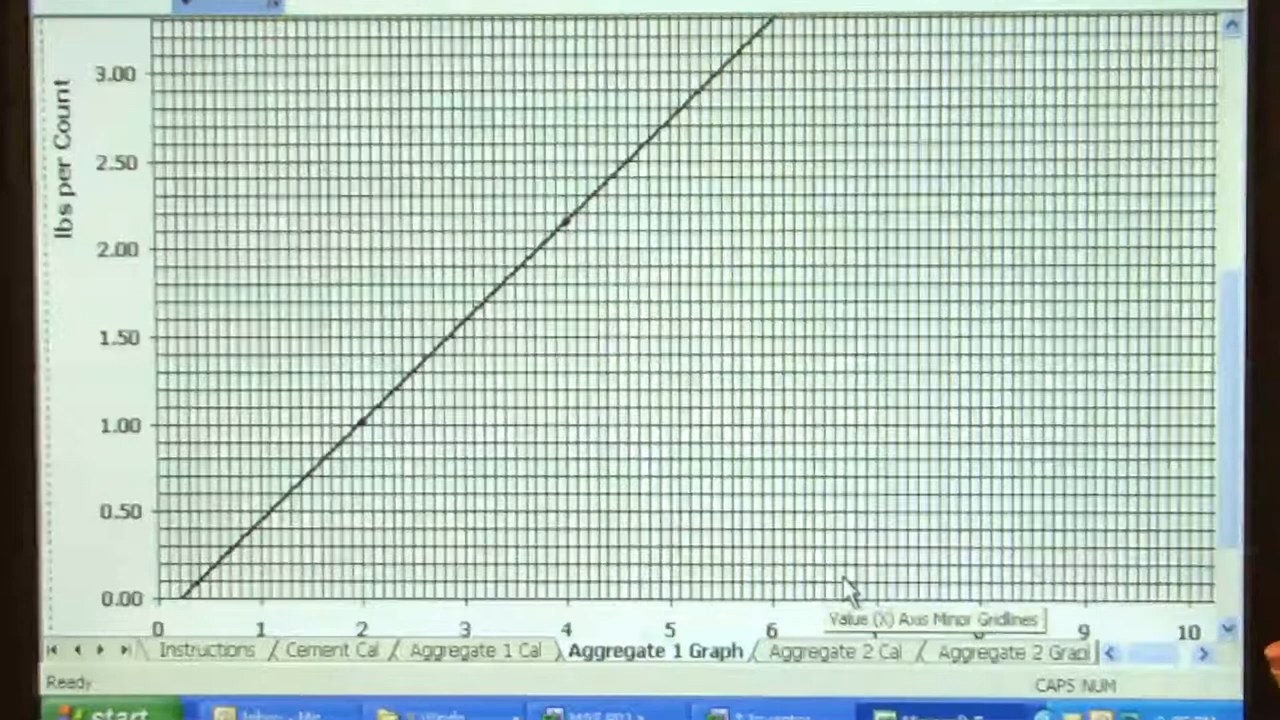 lbs per Count
3.00
2.50
2.00
1.50
1.00
0.50
0.00
0 1 2 3 4 5 6 9 10
Value (X) Axis Minor Gridlines
Instructions Cement Cal Aggregate 1 Cal Aggregate 1 Graph Aggregate 2 Cal Aggregate 2 Grapl
Ready CAPS NUM
start